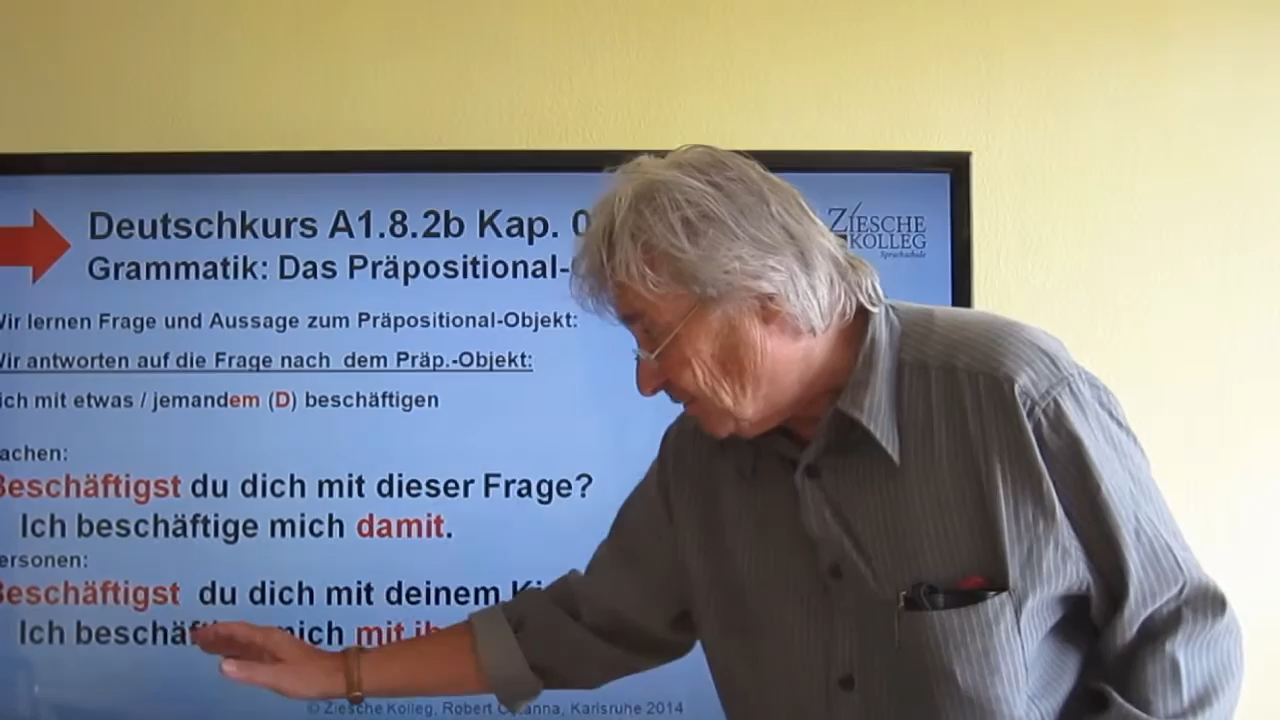 Deutschkurs A1.8.2b Kap. 0
Grammatik: Das Präpositional-
ZIESCHE
KOLLEG
Sprachschule
Wir lernen Frage und Aussage zum Präpositional-Objekt:
Wir antworten auf die Frage nach dem Präp.-Objekt:
ich mit etwas / jemandem (D) beschäftigen
achen:
Beschäftigst du dich mit dieser Frage?
Ich beschäftige mich damit.
ersonen:
Beschäftigst du dich mit deinem
Ich mich mit
© Ziesche Kolleg, Robert Karlsruhe 2014